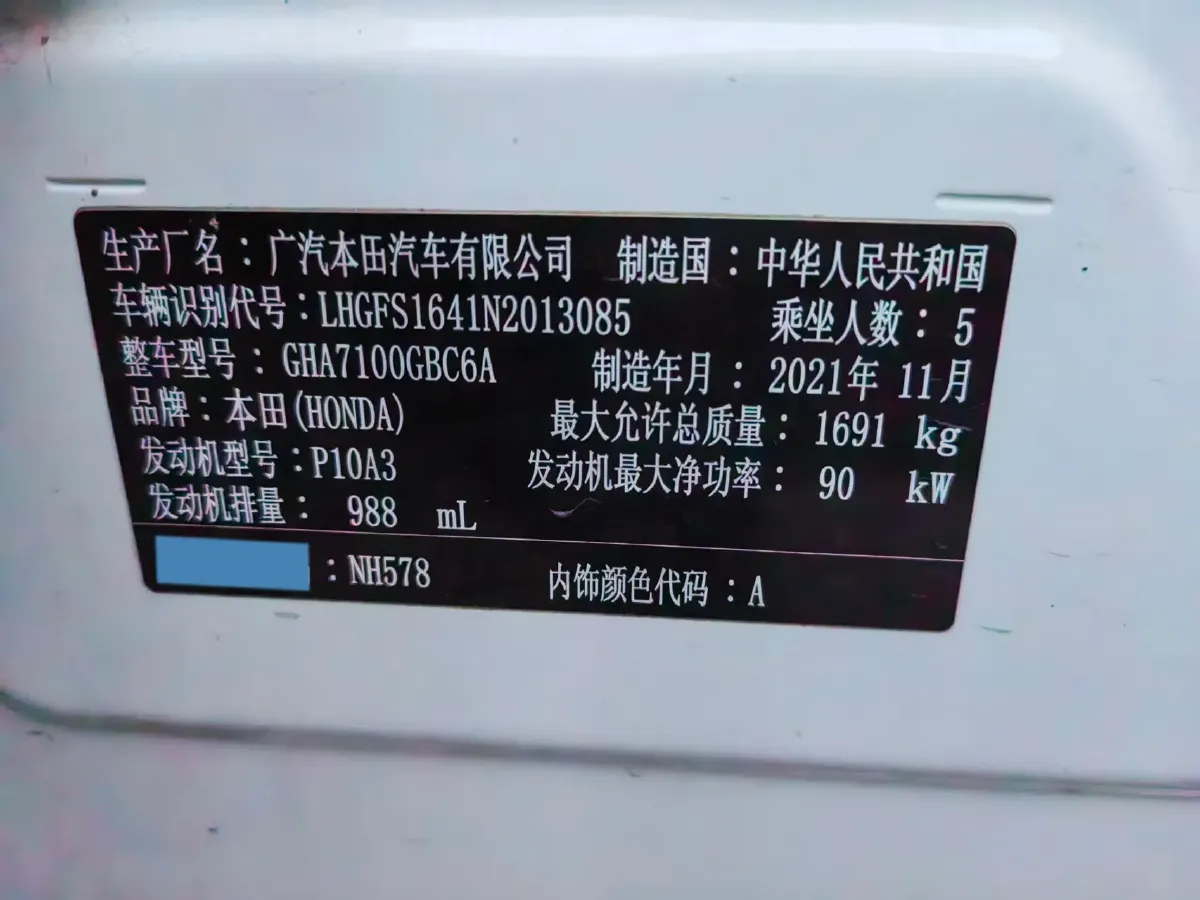 生产厂名：广汽本田汽车有限公司 制造国：中华人民共和国
车辆识别代号：LHGFS1641N2013085 乘坐人数：5
整车型号：GHA7100GBC6A 制造年月：2021年11月
品牌：本田(HONDA) 最大允许总质量：1691 kg
发动机型号：P10A3 发动机最大净功率：90 kW
发动机排量：988 mL
：NH578 内饰颜色代码：A